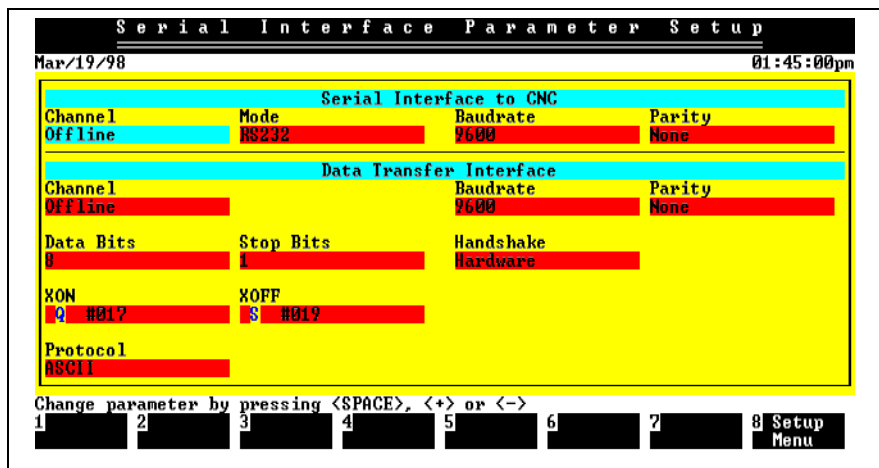 Serial Interface Parameter Setup
Mar/19/98 01:45:00pm
Serial Interface to CNC
Channel Mode Baudrate Parity
Offline RS232 9600 None
Data Transfer Interface
Channel Baudrate Parity
Offline 9600 None
Data Bits Stop Bits Handshake
8 1 Hardware
XON XOFF
Q #017 S #019
Protocol
ASCII
Change parameter by pressing <SPACE>, <+> or <->
1 2 3 4 5 6 7 8 Setup
Menu